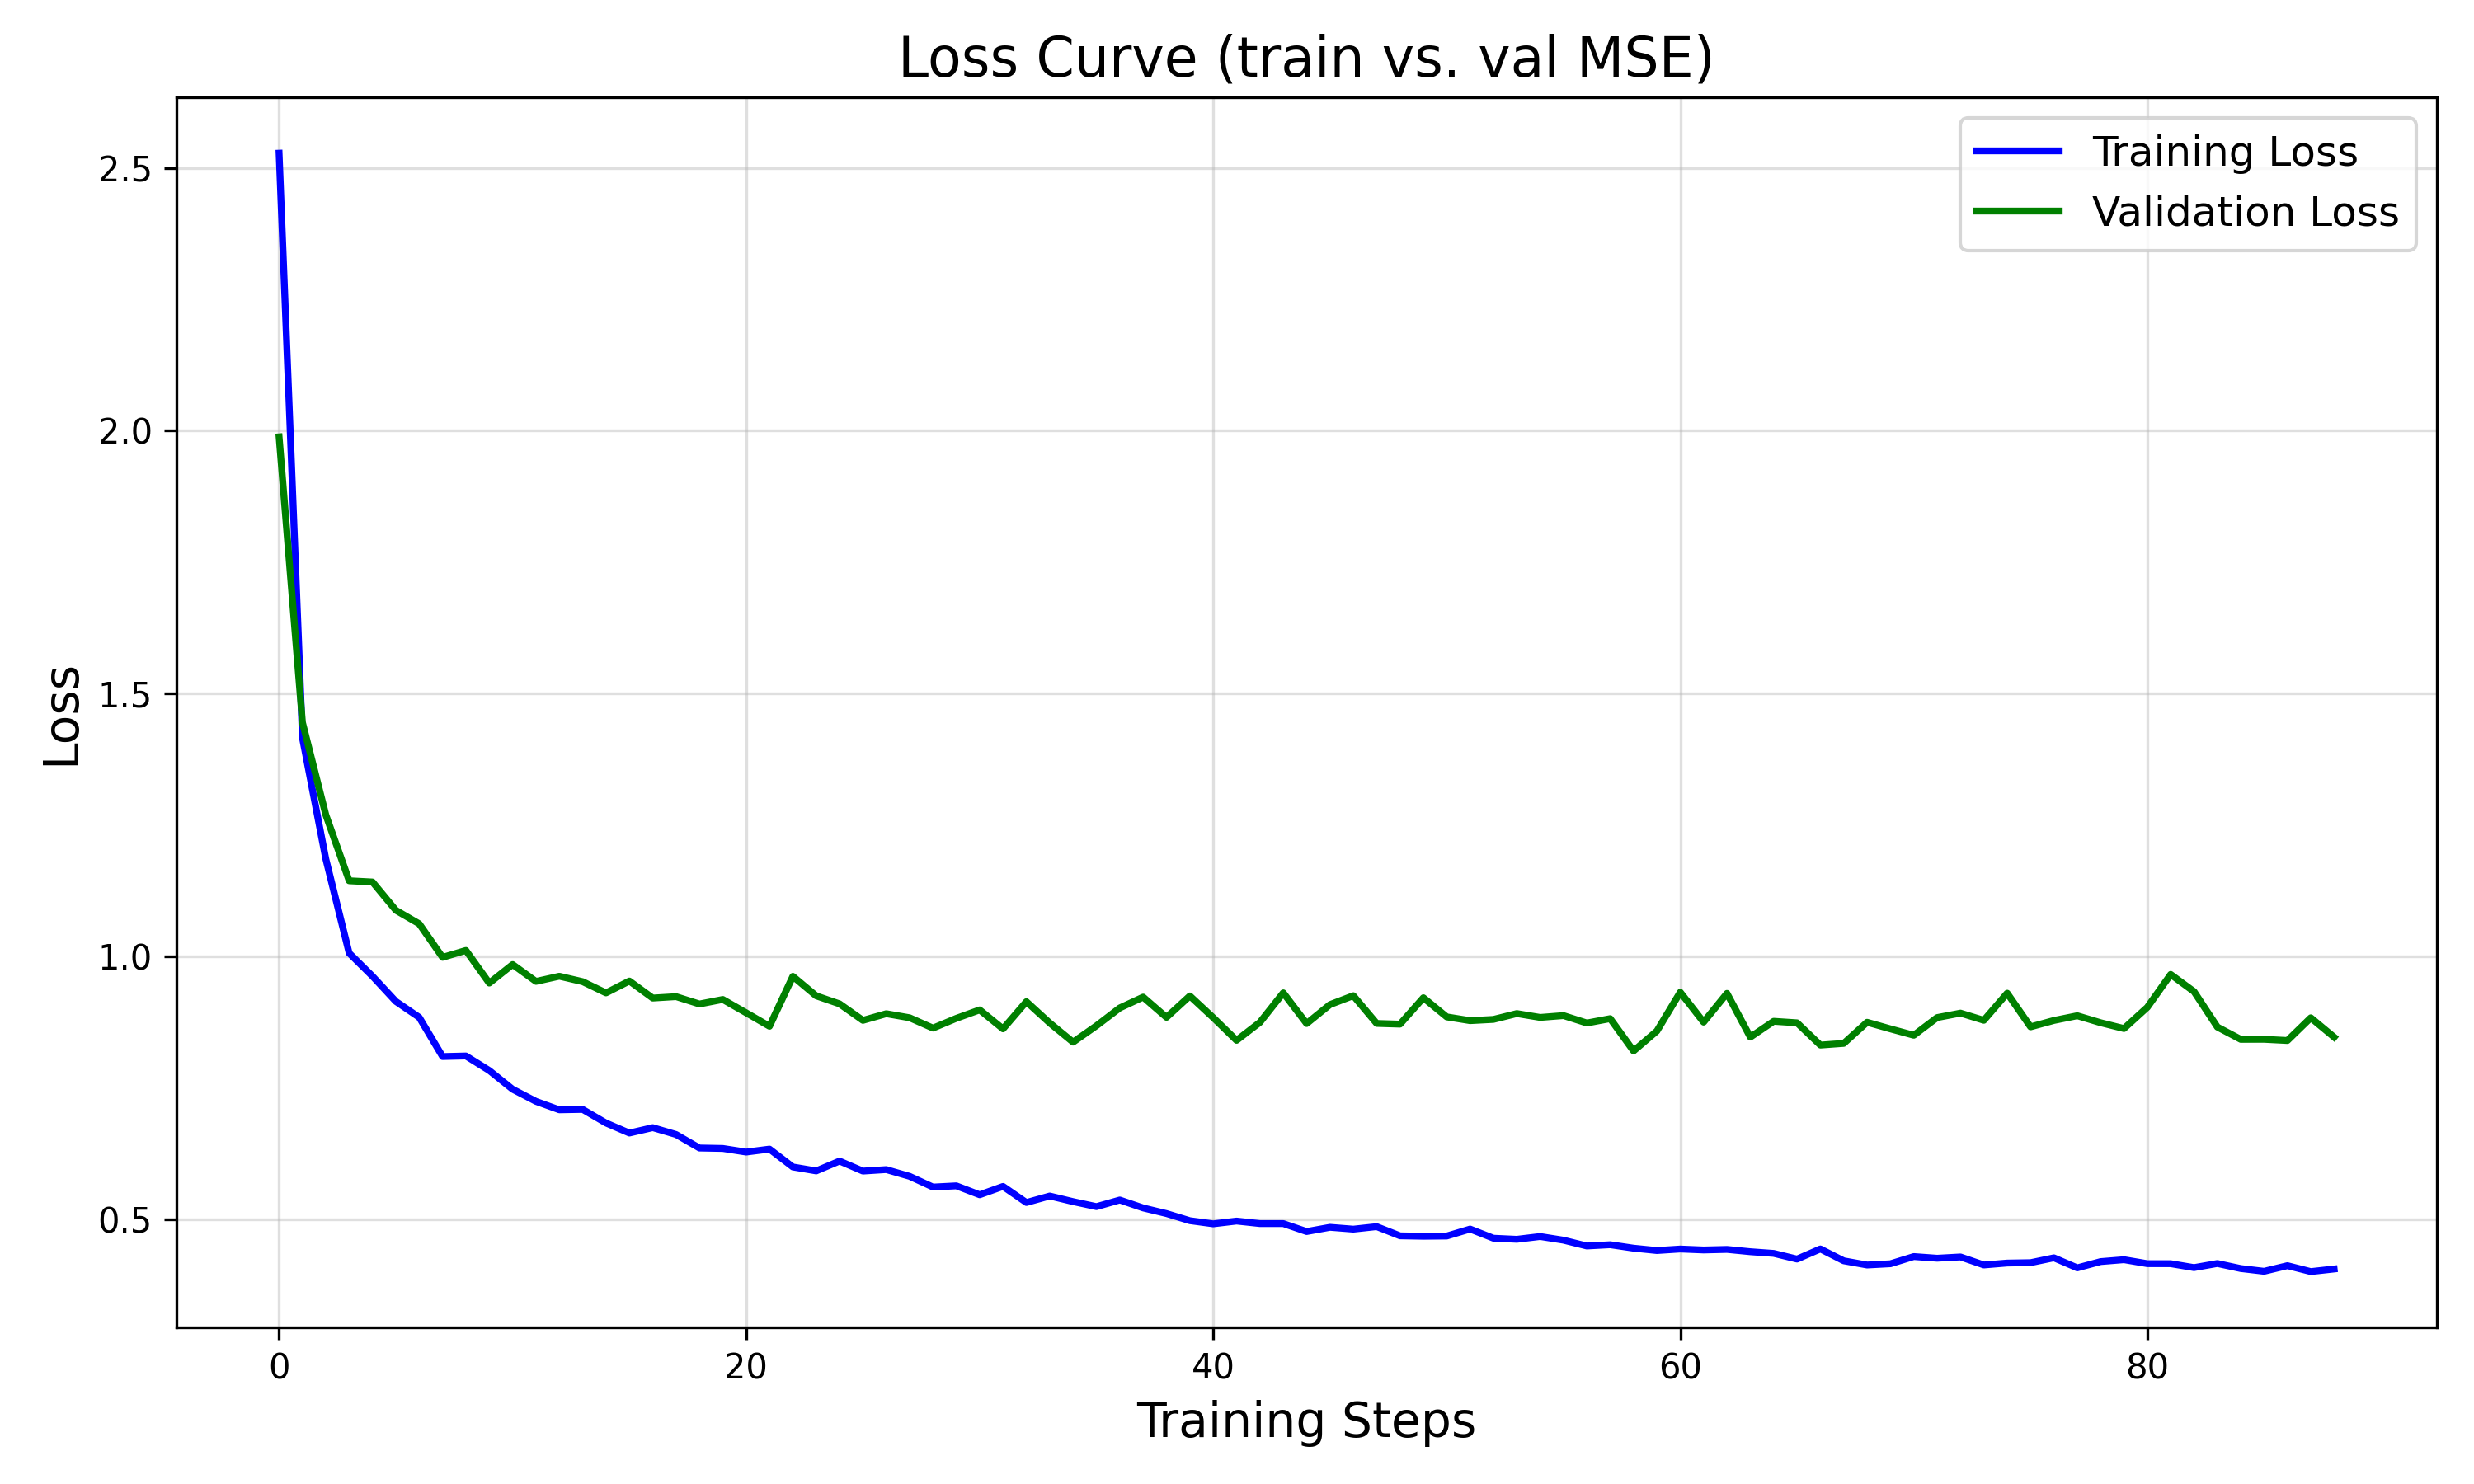 Loss Curve (train vs. val MSE)
Training Loss
Validation Loss
2.5
2.0
1.5
1.0
0.5
Loss
0 20 40 60 80
Training Steps